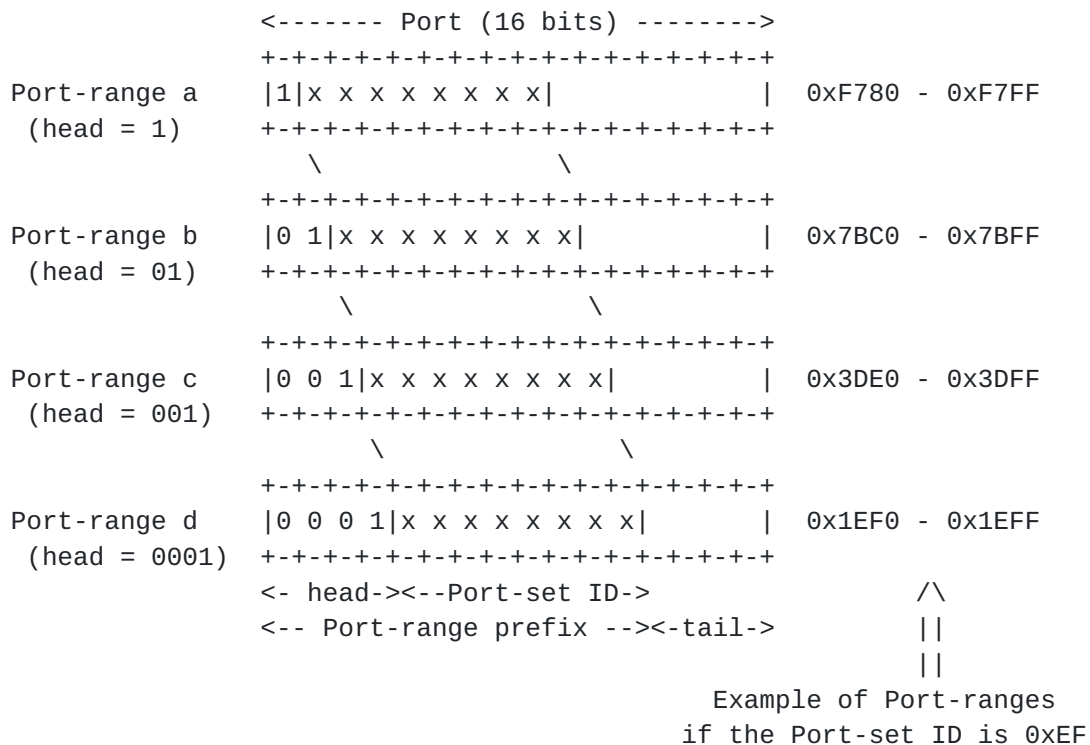 <------- Port (16 bits) -------->
+-+-+-+-+-+-+-+-+-+-+-+-+-+-+-+-+
Port-range a |1|x x x x x x x x| | 0xF780 - 0xF7FF
(head = 1) +-+-+-+-+-+-+-+-+-+-+-+-+-+-+-+-+
\ \
+-+-+-+-+-+-+-+-+-+-+-+-+-+-+-+-+
Port-range b |0 1|x x x x x x x x| | 0x7BC0 - 0x7BFF
(head = 01) +-+-+-+-+-+-+-+-+-+-+-+-+-+-+-+-+
\ \
+-+-+-+-+-+-+-+-+-+-+-+-+-+-+-+-+
Port-range c |0 0 1|x x x x x x x x| | 0x3DE0 - 0x3DFF
(head = 001) +-+-+-+-+-+-+-+-+-+-+-+-+-+-+-+-+
\ \
+-+-+-+-+-+-+-+-+-+-+-+-+-+-+-+-+
Port-range d |0 0 0 1|x x x x x x x x| | 0x1EF0 - 0x1EFF
(head = 0001) +-+-+-+-+-+-+-+-+-+-+-+-+-+-+-+-+
<- head-><--Port-set ID-> /\
<-- Port-range prefix --><-tail-> ||
||
Example of Port-ranges
if the Port-set ID is 0xEF